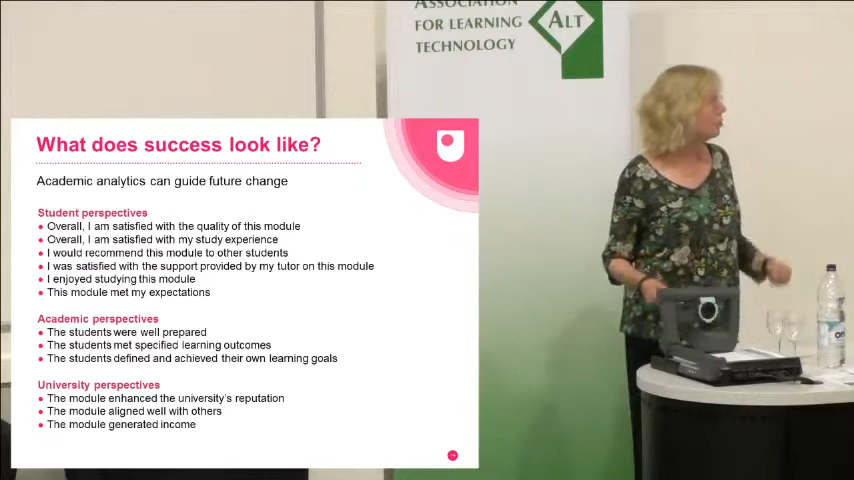 ASSOCIATION
FOR LEARNING
TECHNOLOGY
ALT
What does success look like?
Academic analytics can guide future change
Student perspectives
● Overall, I am satisfied with the quality of this module
● Overall, I am satisfied with my study experience
● I would recommend this module to other students
● I was satisfied with the support provided by my tutor on this module
● I enjoyed studying this module
● This module met my expectations
Academic perspectives
● The students were well prepared
● The students met specified learning outcomes
● The students defined and achieved their own learning goals
University perspectives
● The module enhanced the university's reputation
● The module aligned well with others
● The module generated income